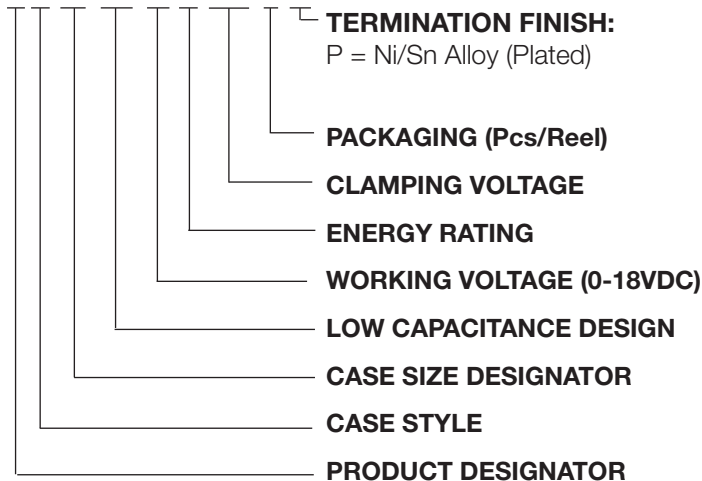 TERMINATION FINISH:
P = Ni/Sn Alloy (Plated)
PACKAGING (Pcs/Reel)
CLAMPING VOLTAGE
ENERGY RATING
WORKING VOLTAGE (0-18VDC)
LOW CAPACITANCE DESIGN
CASE SIZE DESIGNATOR
CASE STYLE
PRODUCT DESIGNATOR